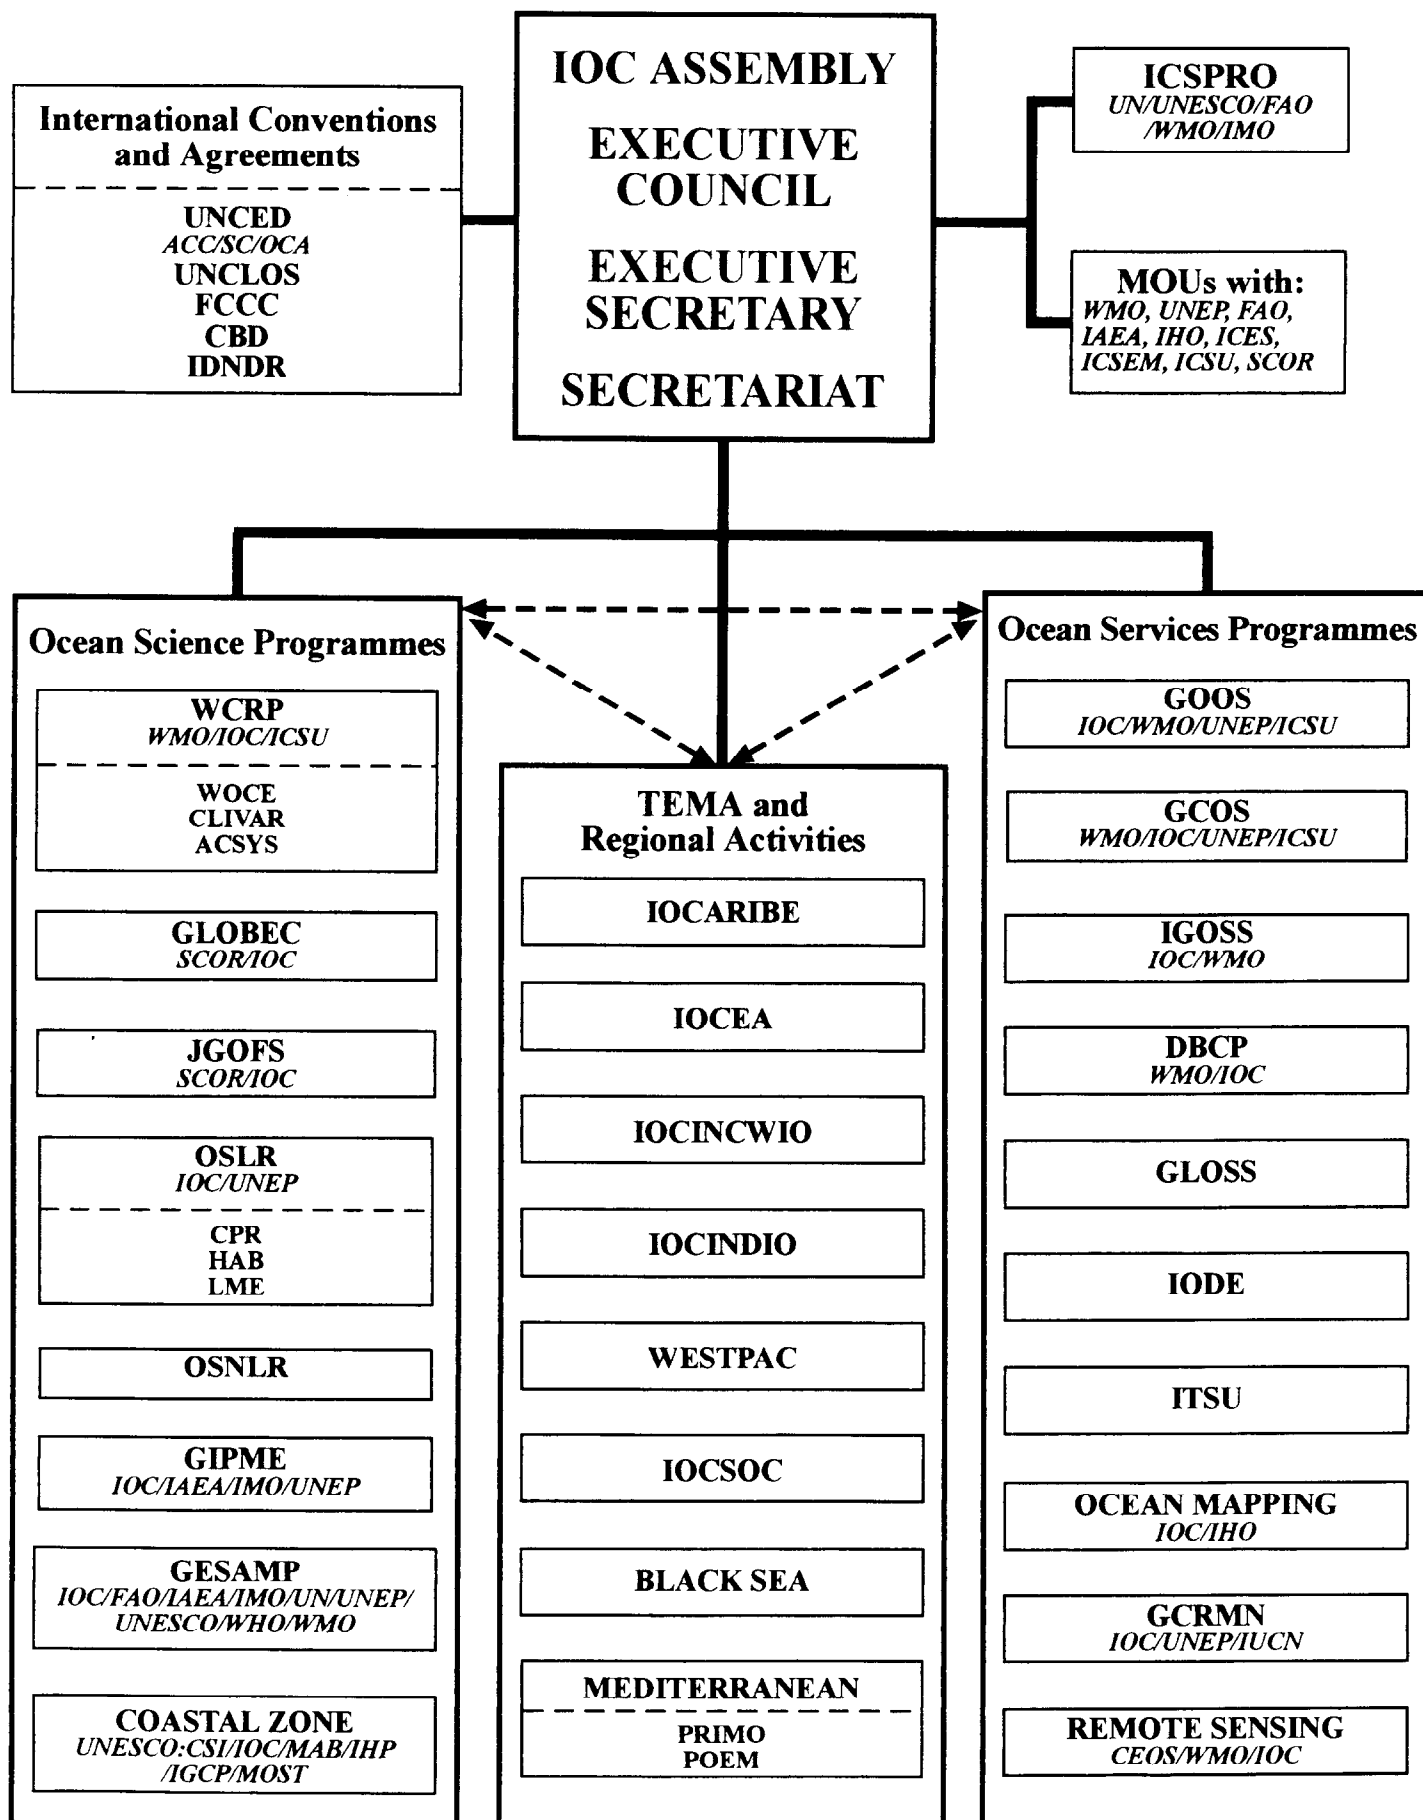 IOC ASSEMBLY
EXECUTIVE
COUNCIL
EXECUTIVE
SECRETARY
SECRETARIAT
International Conventions
and Agreements
UNCED
ACC/SC/OCA
UNCLOS
FCCC
CBD
IDNDR
ICSPRO
UN/UNESCO/FAO
/WMO/IMO
MOUs with:
WMO, UNEP, FAO,
IAEA, IHO, ICES,
ICSEM, ICSU, SCOR
Ocean Science Programmes
WCRP
WMO/IOC/ICSU
WOCE
CLIVAR
ACSYS
GLOBEC
SCOR/IOC
JGOFS
SCOR/IOC
OSLR
IOC/UNEP
CPR
HAB
LME
OSNLR
GIPME
IOC/IAEA/IMO/UNEP
GESAMP
IOC/FAO/IAEA/IMO/UN/UNEP/
UNESCO/WHO/WMO
COASTAL ZONE
UNESCO:CSI/IOC/MAB/IHP
/IGCP/MOST
TEMA and
Regional Activities
IOCARIBE
IOCEA
IOCINCWIO
IOCINDIO
WESTPAC
IOCSOC
BLACK SEA
MEDITERRANEAN
PRIMO
POEM
Ocean Services Programmes
GOOS
IOC/WMO/UNEP/ICSU
GCOS
WMO/IOC/UNEP/ICSU
IGOSS
IOC/WMO
DBCP
WMO/IOC
GLOSS
IODE
ITSU
OCEAN MAPPING
IOC/IHO
GCRMN
IOC/UNEP/IUCN
REMOTE SENSING
CEOS/WMO/IOC